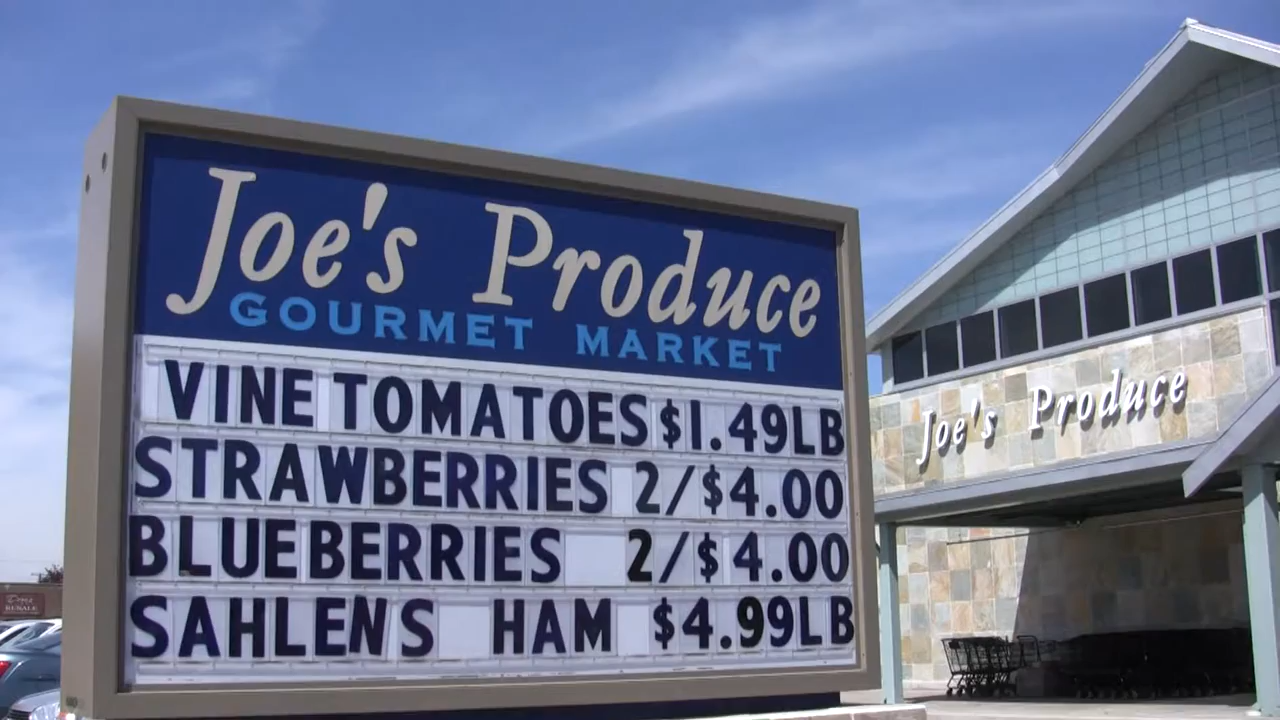 Joe's Produce
GOURMET MARKET
VINE TOMATOES $1.49LB
STRAWBERRIES 2/$4.00
BLUEBERRIES 2/$4.00
SAHLENS HAM $4.99LB
Joe's Produce
RESALE